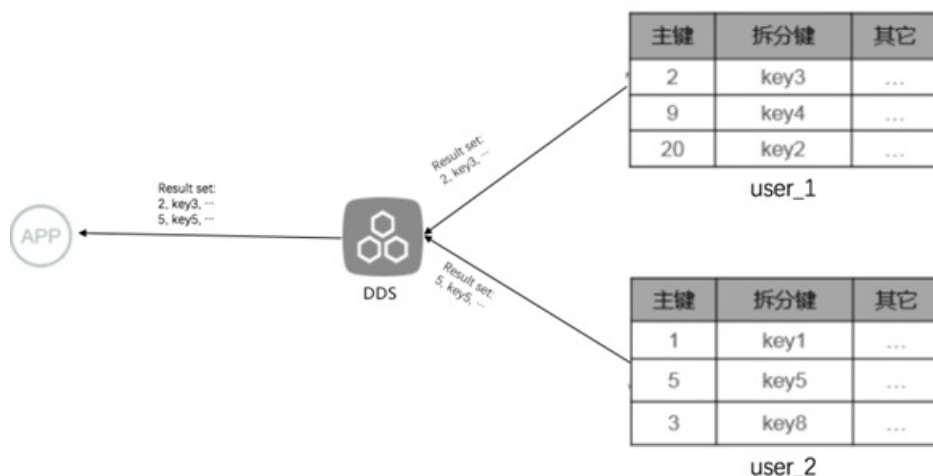 主键 拆分键 其它
2 key3 ...
9 key4 ...
20 key2 ...
user_1
Result set:
2, key3, ...
Result set:
2, key3, ...
5, key5, ...
APP
DDS
Result set:
5, key5, ...
主键 拆分键 其它
1 key1 ...
5 key5 ...
3 key8 ...
user_2